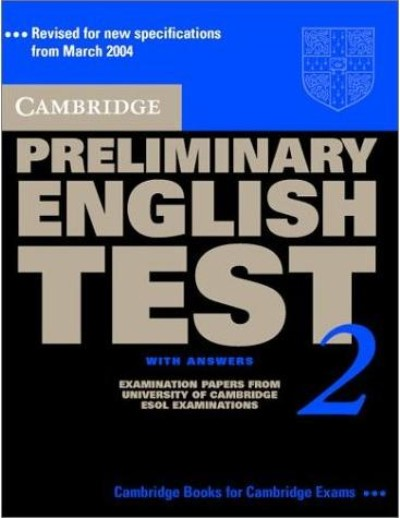 ••• Revised for new specifications
from March 2004
CAMBRIDGE
PRELIMINARY
ENGLISH
TEST
2
WITH ANSWERS
EXAMINATION PAPERS FROM
UNIVERSITY OF CAMBRIDGE
ESOL EXAMINATIONS
Cambridge Books for Cambridge Exams •••